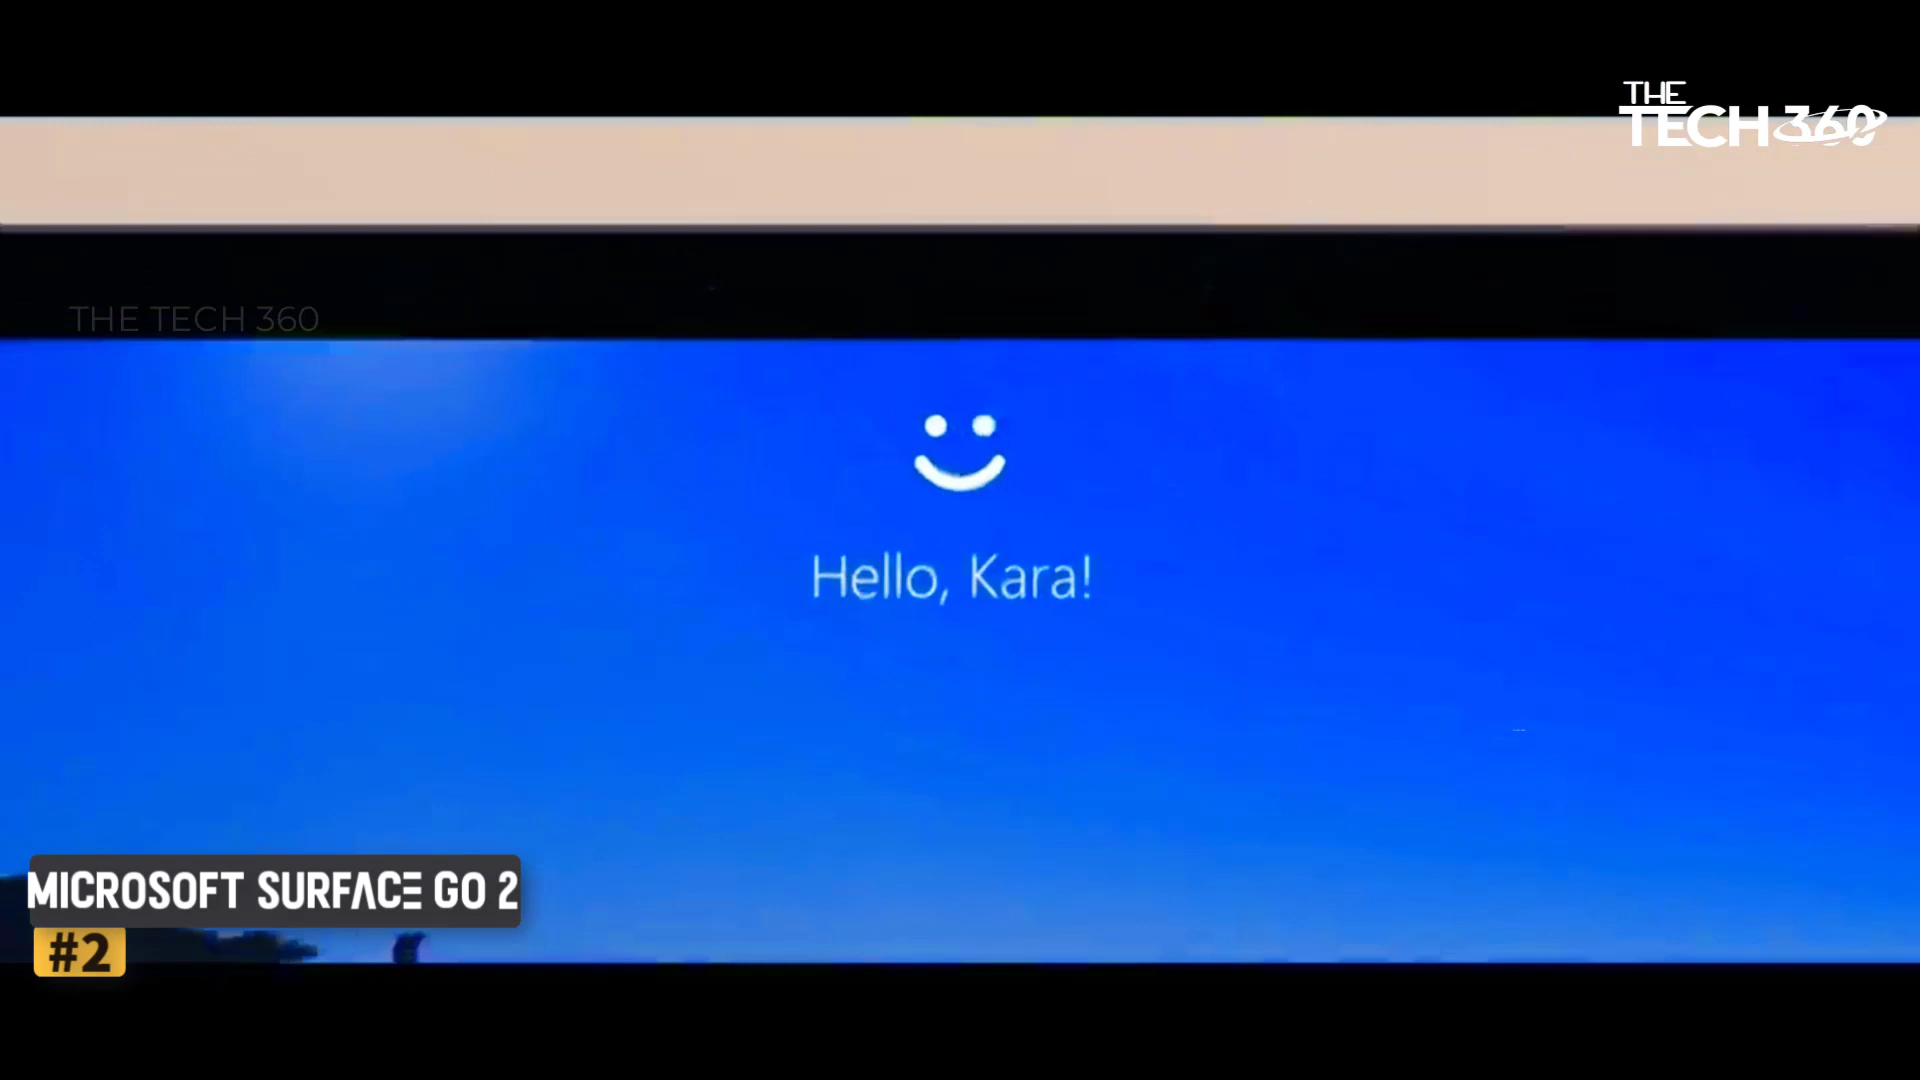 THE
TECH 360
THE TECH 360
Hello, Kara!
MICROSOFT SURFACE GO 2
#2